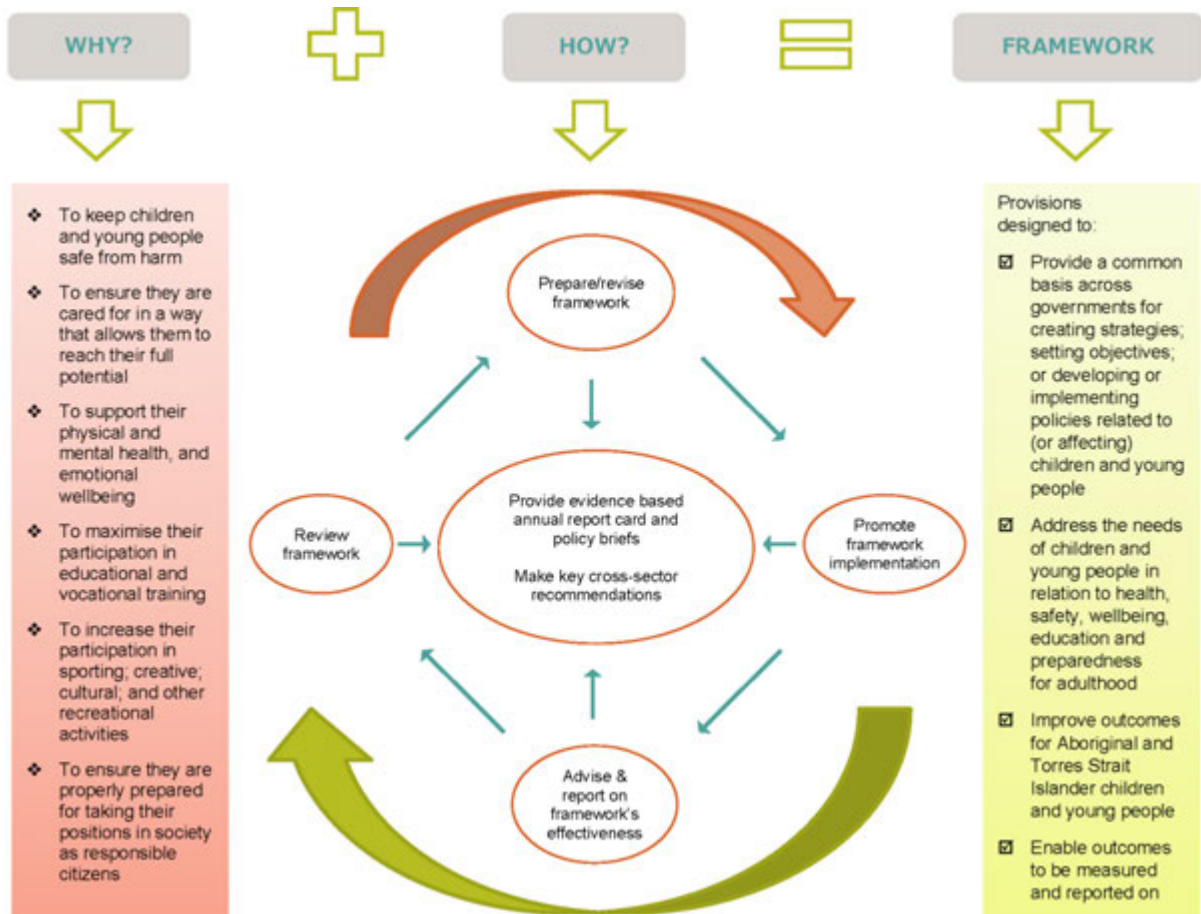 WHY?
HOW?
FRAMEWORK
❖ To keep children
and young people
safe from harm
❖ To ensure they are
cared for in a way
that allows them to
reach their full
potential
❖ To support their
physical and
mental health, and
emotional
wellbeing
❖ To maximise their
participation in
educational and
vocational training
❖ To increase their
participation in
sporting; creative;
cultural; and other
recreational
activities
❖ To ensure they are
properly prepared
for taking their
positions in society
as responsible
citizens
Prepare/revise
framework
Review
framework
Provide evidence based
annual report card and
policy briefs
Make key cross-sector
recommendations
Promote
framework
implementation
Advise &
report on
framework's
effectiveness
Provisions
designed to:
☑ Provide a common
basis across
governments for
creating strategies;
setting objectives;
or developing or
implementing
policies related to
(or affecting)
children and young
people
☑ Address the needs
of children and
young people in
relation to health,
safety, wellbeing,
education and
preparedness
for adulthood
☑ Improve outcomes
for Aboriginal and
Torres Strait
Islander children
and young people
☑ Enable outcomes
to be measured
and reported on